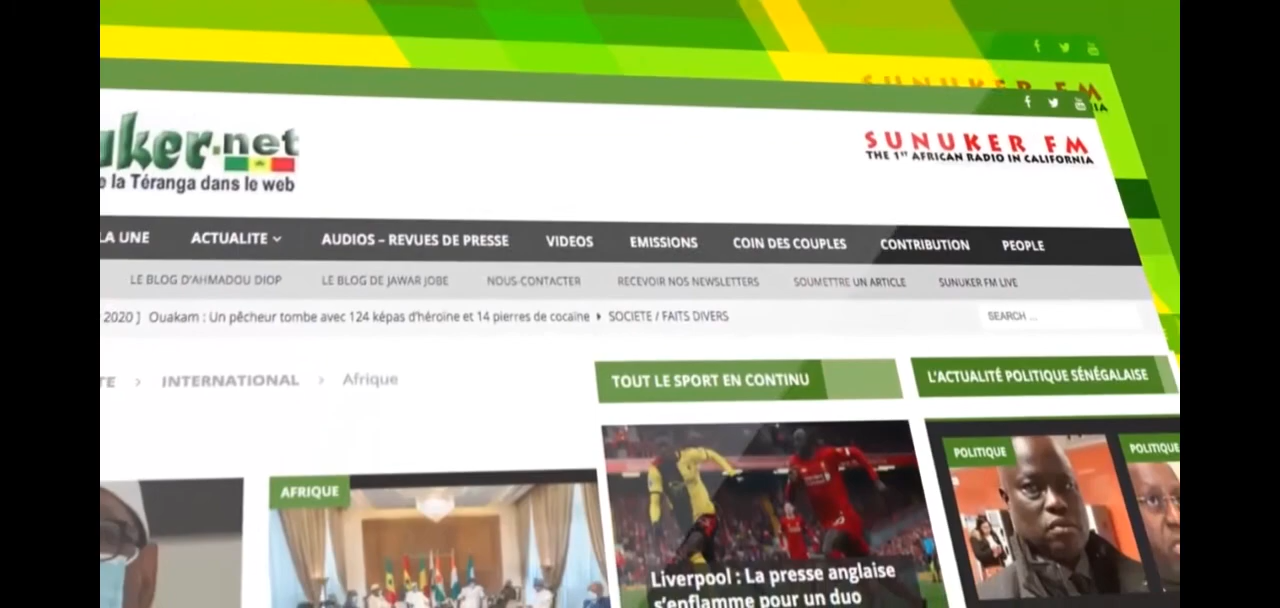 SUNUKER FM
uker.net
SUNUKER FM
THE 1ST AFRICAN RADIO IN CALIFORNIA
la Téranga dans le web
LA UNE ACTUALITE AUDIOS – REVUES DE PRESSE VIDEOS EMISSIONS COIN DES COUPLES CONTRIBUTION PEOPLE
LE BLOG D'AHMADOU DIOP LE BLOG DE JAWAR JOBE NOUS-CONTACTER RECEVOIR NOS NEWSLETTERS SOUMETTRE UN ARTICLE SUNUKER FM LIVE
2020 ] Ouakam : Un pêcheur tombe avec 124 képas d'héroïne et 14 pierres de cocaïne SOCIETE / FAITS DIVERS SEARCH ...
TE > INTERNATIONAL > Afrique
TOUT LE SPORT EN CONTINU
L'ACTUALITÉ POLITIQUE SÉNÉGALAISE
AFRIQUE
POLITIQUE
POLITIQUE
Liverpool : La presse anglaise
s'enflamme pour un duo